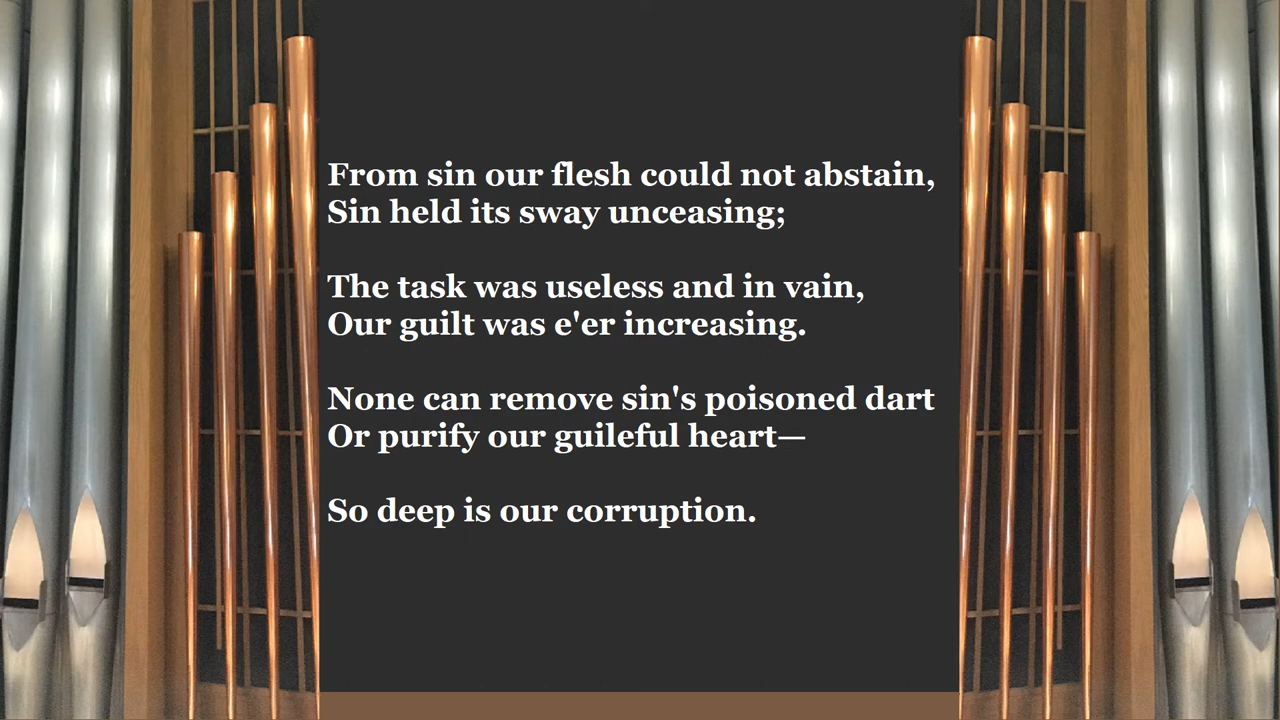 From sin our flesh could not abstain,
Sin held its sway unceasing;
The task was useless and in vain,
Our guilt was e'er increasing.
None can remove sin's poisoned dart
Or purify our guileful heart—
So deep is our corruption.